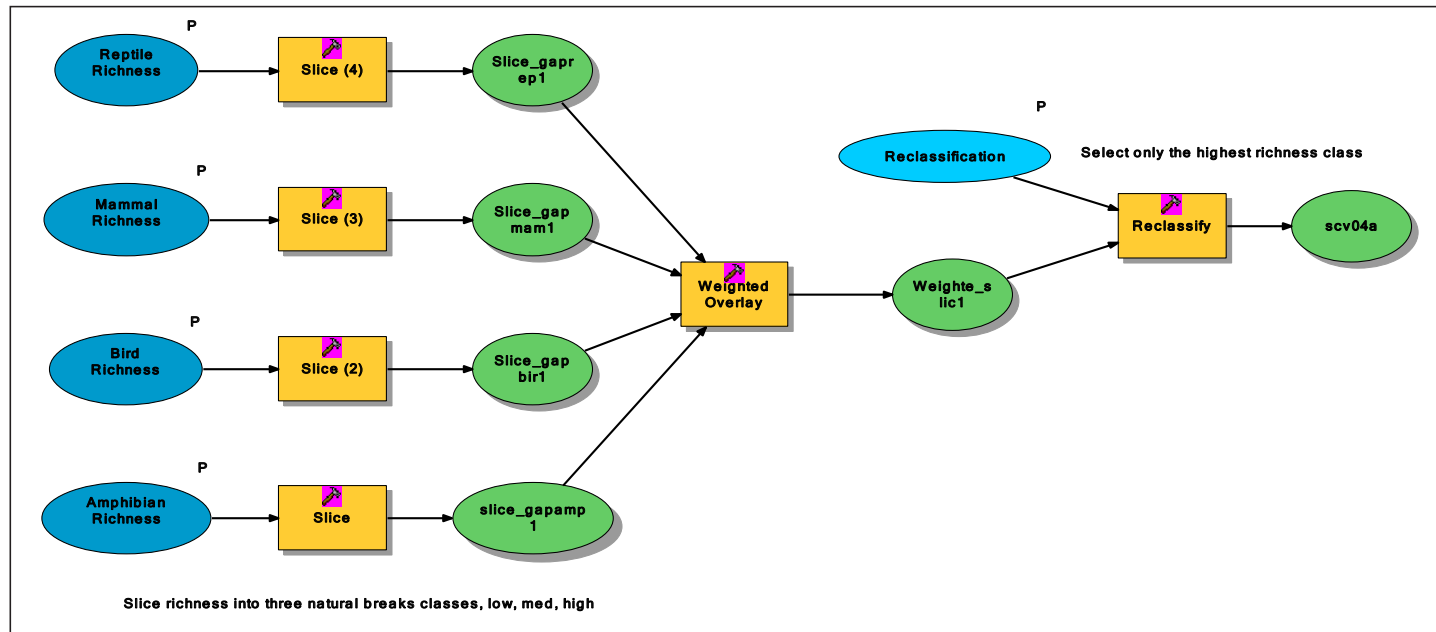 P
Reptile
Richness
Slice (4)
Slice_gapr
ep1
P
Mammal
Richness
Slice (3)
Slice_gap
mam1
P
Bird
Richness
Slice (2)
Slice_gap
bir1
P
Amphibian
Richness
Slice
slice_gapamp
1
Weighted
Overlay
Weighte_s
lic1
P
Reclassification
Select only the highest richness class
Reclassify
scv04a
Slice richness into three natural breaks classes, low, med, high